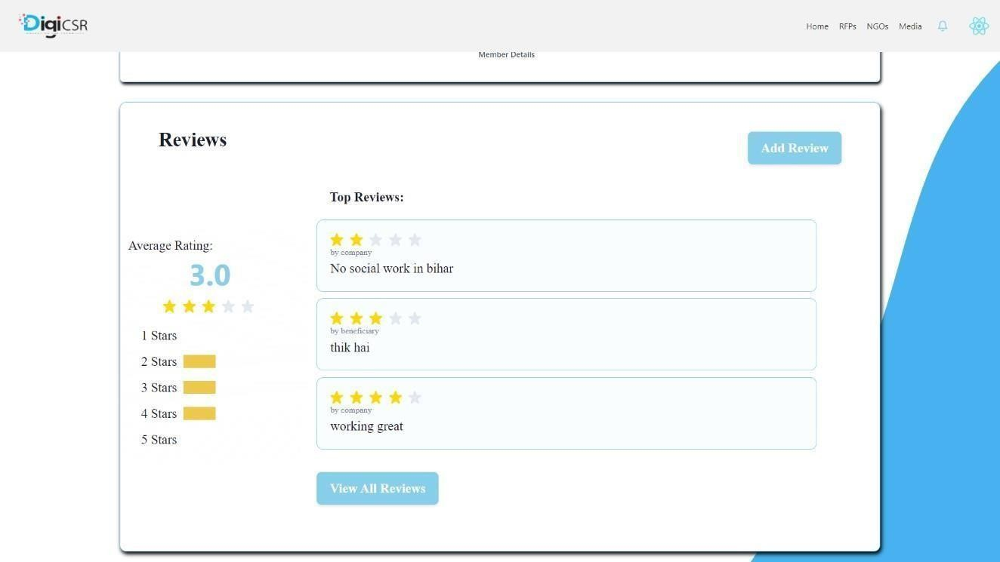 DigiCSR
Home RFPs NGOs Media
Member Details
Reviews
Add Review
Top Reviews:
by company
No social work in bihar
Average Rating:
3.0
by beneficiary
thik hai
1 Stars
2 Stars
3 Stars
4 Stars
5 Stars
by company
working great
View All Reviews